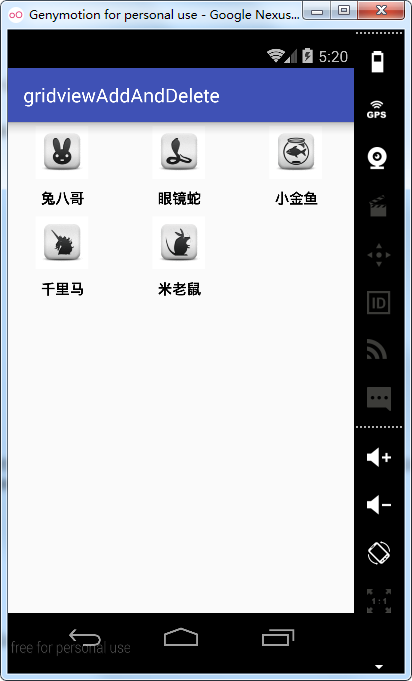 Genymotion for personal use - Google Nexus...
5:20
gridviewAddAndDelete
GPS
兔八哥
眼镜蛇
小金鱼
千里马
米老鼠
ID
1:1
free for personal use